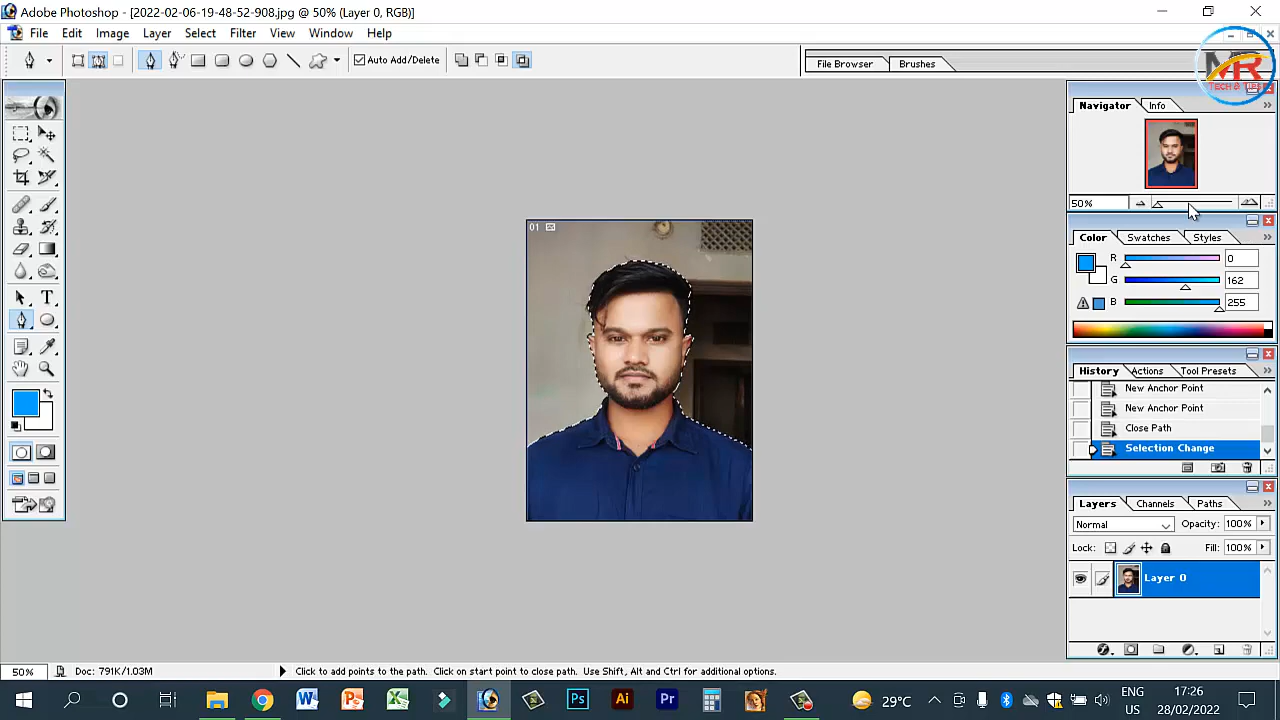 Adobe Photoshop - [2022-02-06-19-48-52-908.jpg @ 50% (Layer 0, RGB)]
File Edit Image Layer Select Filter View Window Help
Auto Add/Delete
File Browser Brushes
MR
TECH & TIPS
Navigator Info
50%
Color Swatches Styles
R 0
G 162
B 255
01
History Actions Tool Presets
New Anchor Point
New Anchor Point
Close Path
Selection Change
Layers Channels Paths
Normal Opacity: 100%
Lock: Fill: 100%
Layer 0
50% Doc: 791K/1.03M Click to add points to the path. Click on start point to close path. Use Shift, Alt and Ctrl for additional options.
29°C
ENG
US
17:26
28/02/2022